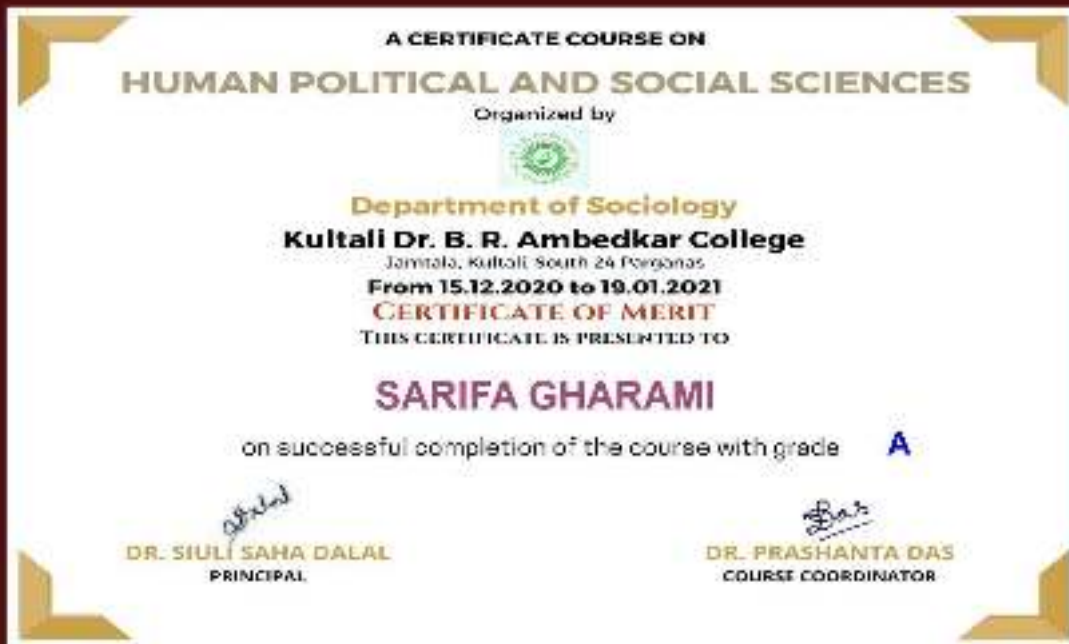 A CERTIFICATE COURSE ON
HUMAN POLITICAL AND SOCIAL SCIENCES
Organized by
Department of Sociology
Kultali Dr. B. R. Ambedkar College
Jamtala, Kultali, South 24 Parganas
From 15.12.2020 to 19.01.2021
CERTIFICATE OF MERIT
THIS CERTIFICATE IS PRESENTED TO
SARIFA GHARAMI
on successful completion of the course with grade A
DR. SIULI SAHA DALAL
PRINCIPAL
Das
DR. PRASHANTA DAS
COURSE COORDINATOR